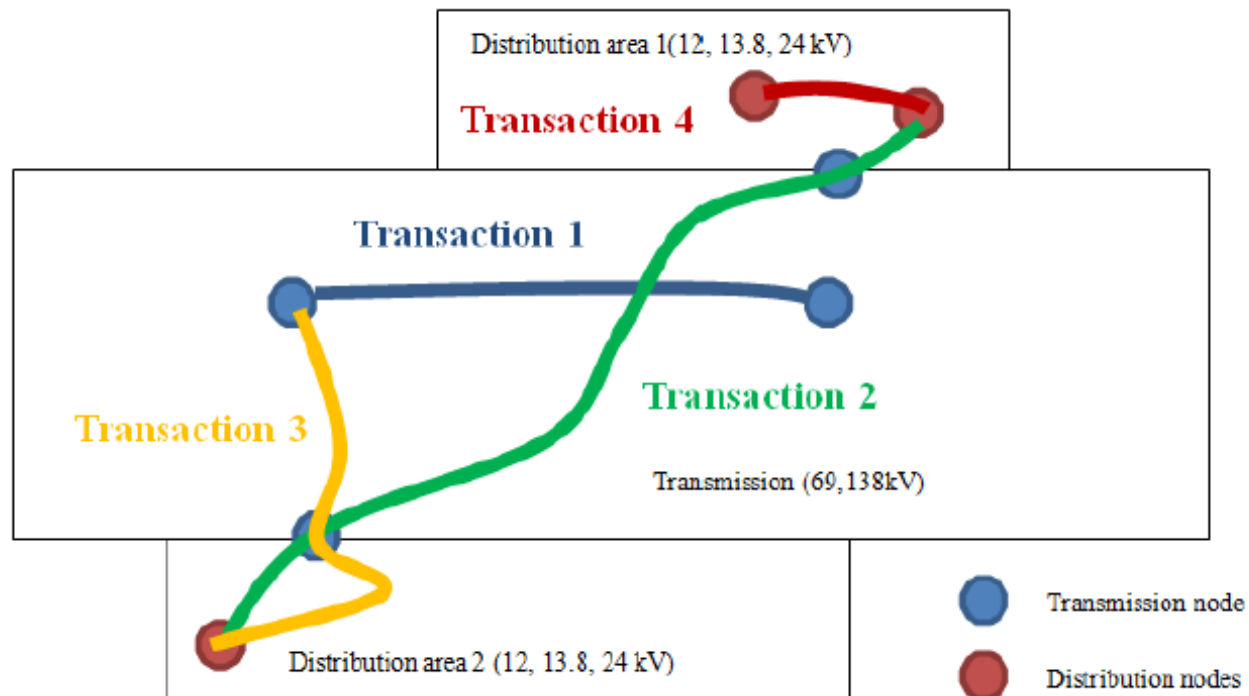 Distribution area 1(12, 13.8, 24 kV)
Transaction 4
Transaction 1
Transaction 2
Transaction 3
Transmission (69,138kV)
Transmission node
Distribution area 2 (12, 13.8, 24 kV)
Distribution nodes